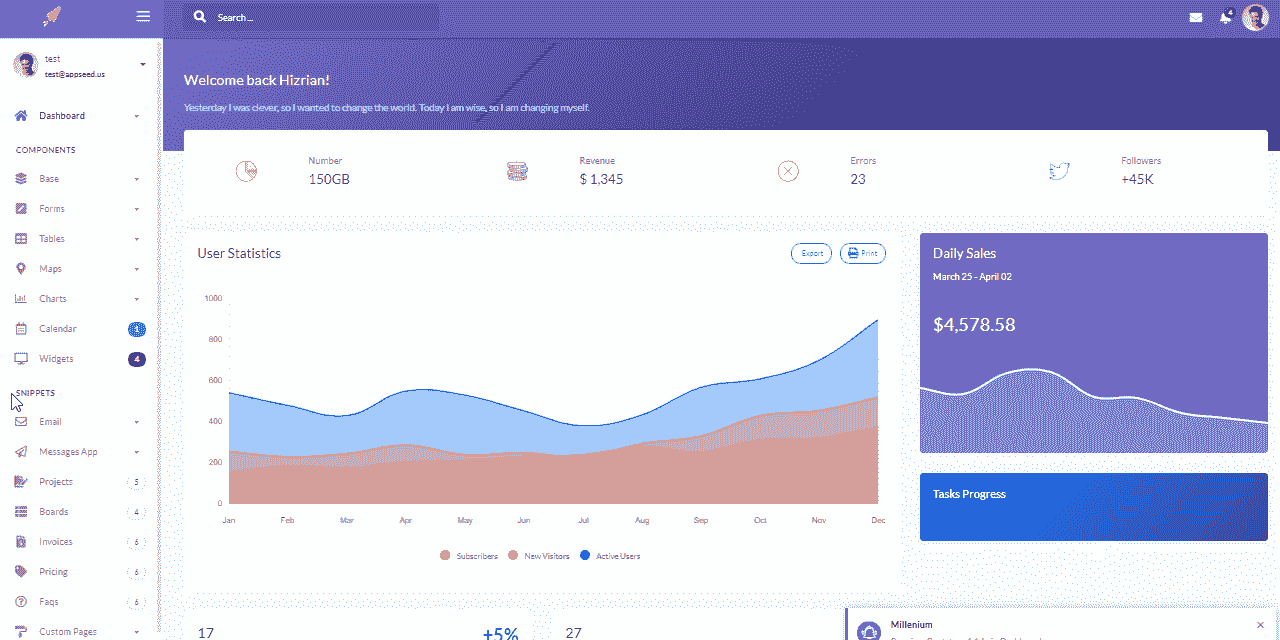 Search ...
4
test
test@appseed.us
Dashboard
COMPONENTS
Base
Forms
Tables
Maps
Charts
Calendar
1
Widgets
4
SNIPPETS
Email
Messages App
Projects
5
Boards
4
Invoices
6
Pricing
6
Faqs
6
Custom Pages
Welcome back Hizrian!
Yesterday I was clever, so I wanted to change the world. Today I am wise, so I am changing myself.
Number
150GB
Revenue
$ 1,345
Errors
23
Followers
+45K
User Statistics
Export
Print
1000
800
600
400
200
0
Jan Feb Mar Apr May Jun Jul Aug Sep Oct Nov Dec
Subscribers New Visitors Active Users
Daily Sales
March 25 - April 02
$4,578.58
Tasks Progress
17
+5%
27
Millenium